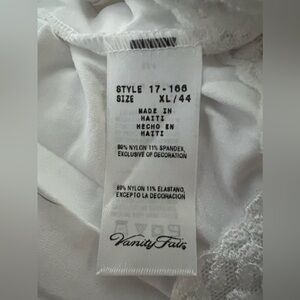 STYLE 17-166
SIZE XL/44
MADE IN
HAITI
HECHO EN
HAITI
89% NYLON 11% SPANDEX,
EXCLUSIVE OF DECORATION
89% NYLON 11% ELASTANO,
EXCEPTO LA DECORACION
Vanity Fair